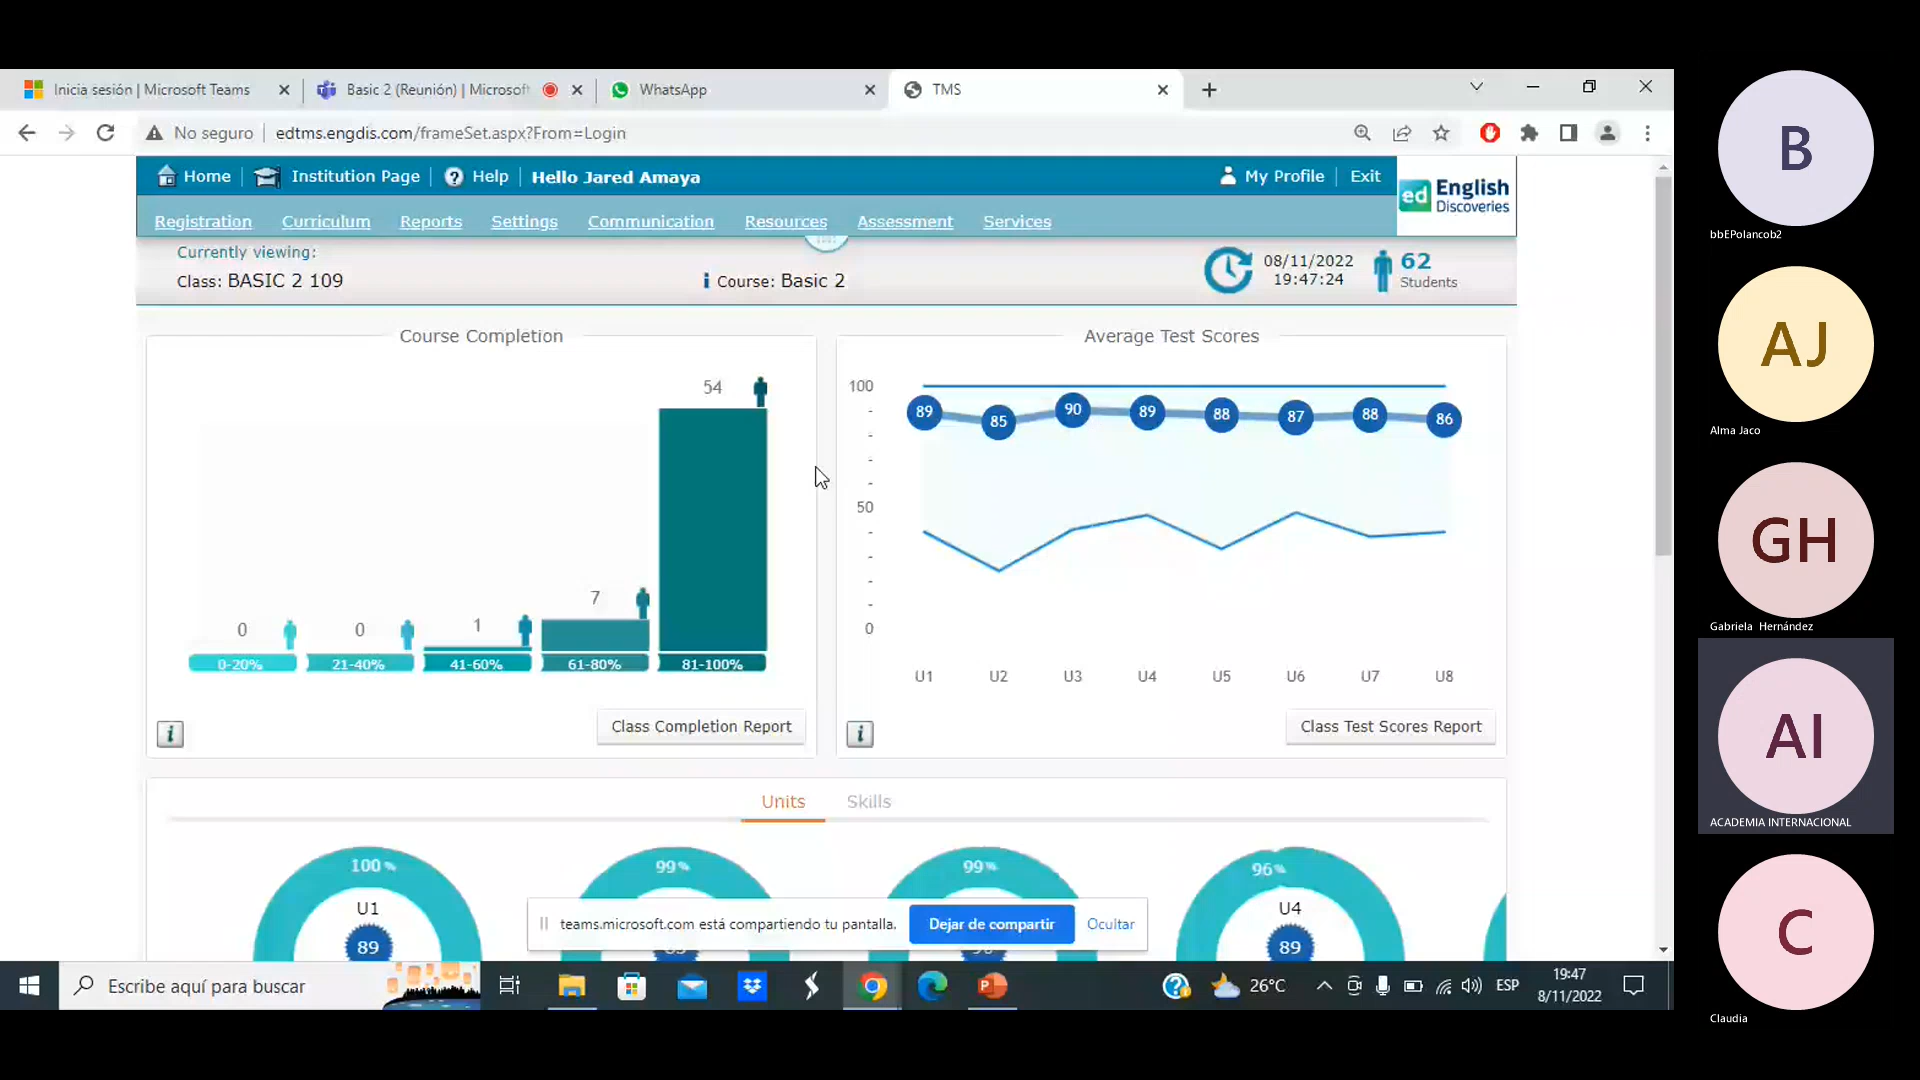 Inicia sesión | Microsoft Teams
Basic 2 (Reunión) | Microsoft
WhatsApp
TMS
No seguro
edtms.engdis.com/frameSet.aspx?From=Login
Home
Institution Page
Help
Hello Jared Amaya
My Profile
Exit
ed English Discoveries
Registration
Curriculum
Reports
Settings
Communication
Resources
Assessment
Services
Currently viewing:
Class: BASIC 2 109
Course: Basic 2
08/11/2022
19:47:24
62
Students
Course Completion
54
7
1
0
0
0-20%
21-40%
41-60%
61-80%
81-100%
Class Completion Report
Average Test Scores
100
50
0
89
85
90
89
88
87
88
86
U1
U2
U3
U4
U5
U6
U7
U8
Class Test Scores Report
Units
Skills
100%
99%
99%
96%
U1
U4
89
89
teams.microsoft.com está compartiendo tu pantalla.
Dejar de compartir
Ocultar
Escribe aquí para buscar
26°C
ESP
19:47
8/11/2022
B
bbEPolancob2
AJ
Alma Jaco
GH
Gabriela Hernández
AI
ACADEMIA INTERNACIONAL
C
Claudia